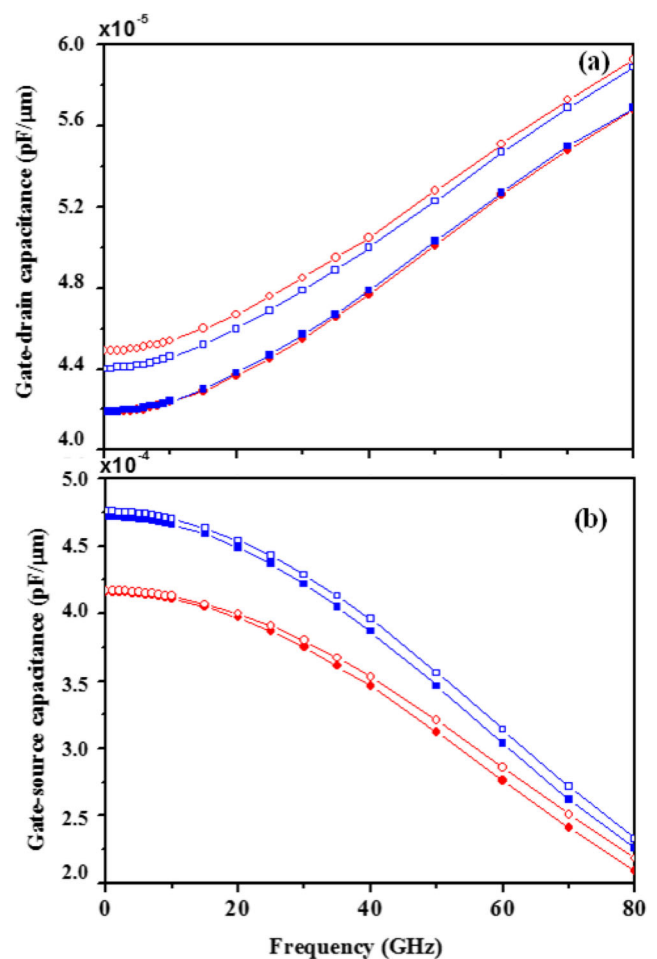 x10-5
6.0
(a)
5.6
5.2
4.8
4.4
4.0
Gate-drain capacitance (pF/μm)
x10-4
5.0
(b)
4.5
4.0
3.5
3.0
2.5
2.0
Gate-source capacitance (pF/μm)
0 20 40 60 80
Frequency (GHz)